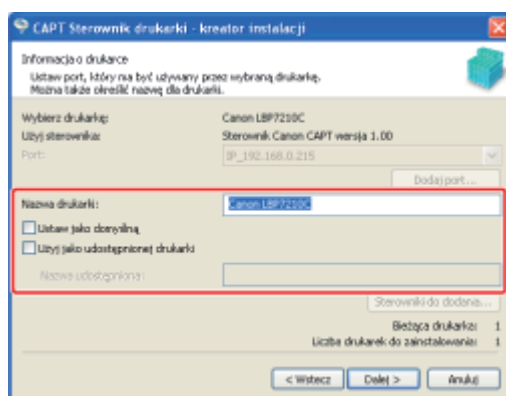 CAPT Sterownik drukarki - kreator instalacji
Informacja o drukarce
Ustaw port, który ma być używany przez wybraną drukarkę.
Można także określić nazwę dla drukarki.
Wybierz drukarkę: Canon LBP7210C
Użyj sterownika: Sterownik Canon CAPT wersja 1.00
Port: IP_192.168.0.215
Dodaj port...
Nazwa drukarki: Canon LBP7210C
Ustaw jako domyślną
Użyj jako udostępnionej drukarki
Nazwa udostępniona:
Sterowniki do dodania...
Bieżąca drukarka: 1
Liczba drukarek do zainstalowania: 1
< Wstecz Dalej > Anuluj